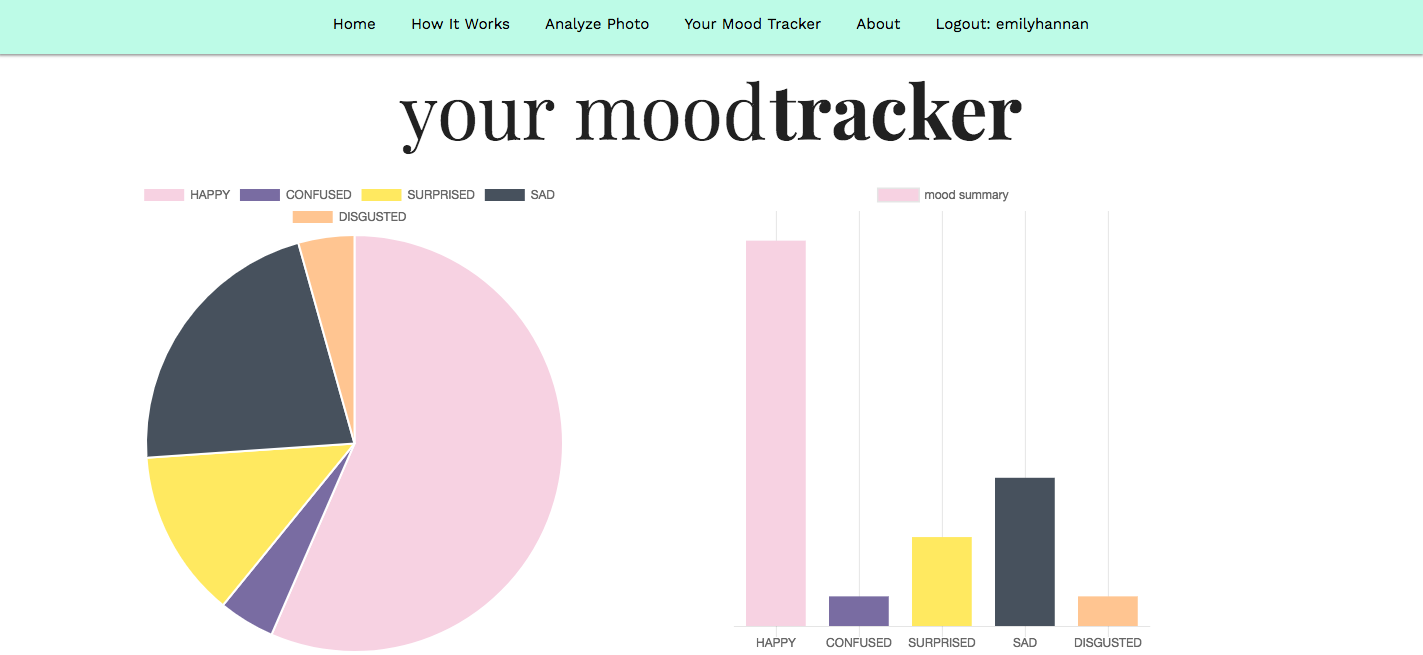 Home How It Works Analyze Photo Your Mood Tracker About Logout: emilyhannan
your moodtracker
HAPPY CONFUSED SURPRISED SAD
DISGUSTED
mood summary
HAPPY CONFUSED SURPRISED SAD DISGUSTED